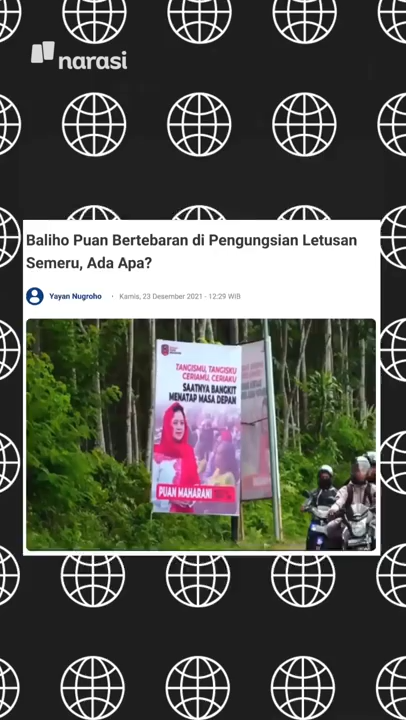 narasi
Baliho Puan Bertebaran di Pengungsian Letusan
Semeru, Ada Apa?
Yayan Nugroho • Kamis, 23 Desember 2021 - 12:29 WIB
TANGISMU, TANGISKU
CERIAMU, CERIAKU
SAATNYA BANGKIT
MENATAP MASA DEPAN
PUAN MAHARANI